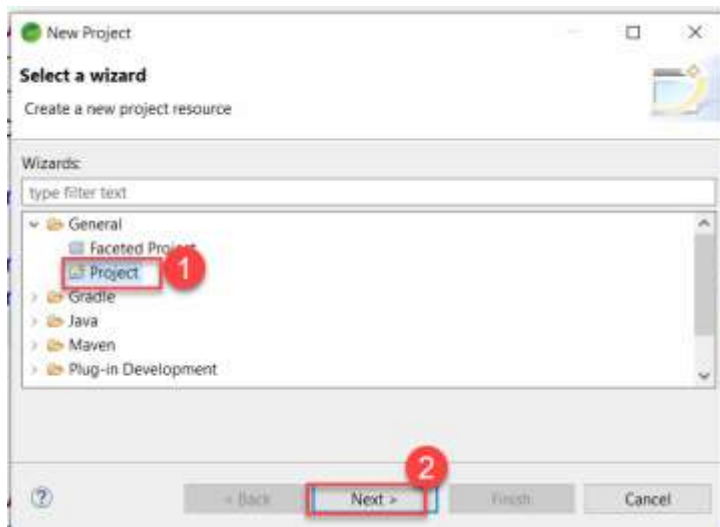 New Project
Select a wizard
Create a new project resource
Wizards:
type filter text
General
Faceted Project
Project
1
Gradle
Java
Maven
Plug-in Development
2
?
< Back Next > Finish Cancel